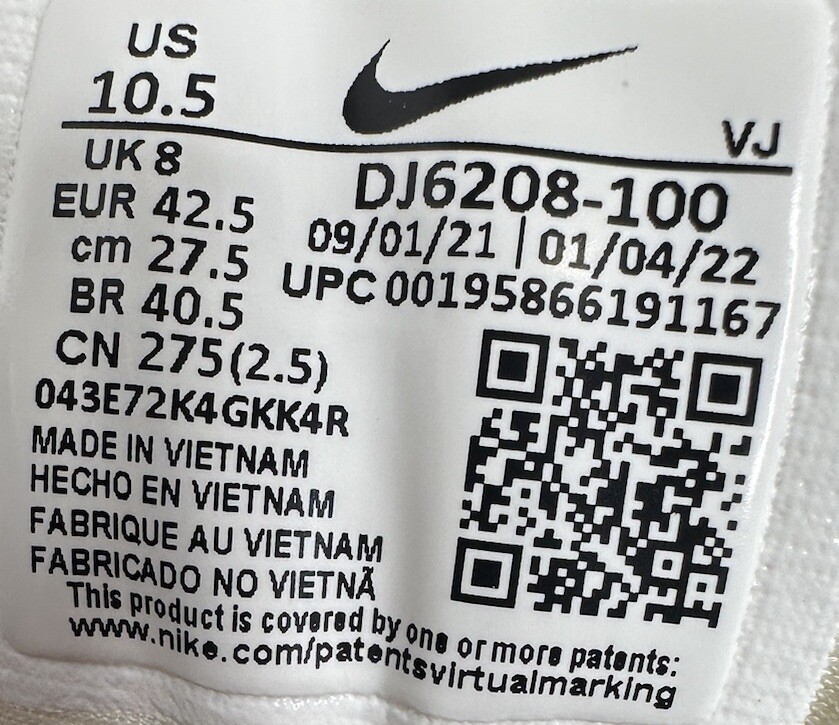 US
10.5
VJ
UK 8
EUR 42.5
cm 27.5
BR 40.5
CN 275(2.5)
043E72K4GKK4R
MADE IN VIETNAM
HECHO EN VIETNAM
FABRIQUE AU VIETNAM
FABRICADO NO VIETNÃ
DJ6208-100
09/01/21 | 01/04/22
UPC 00195866191167
This product is covered by one or more patents:
www.nike.com/patentsvirtualmarking